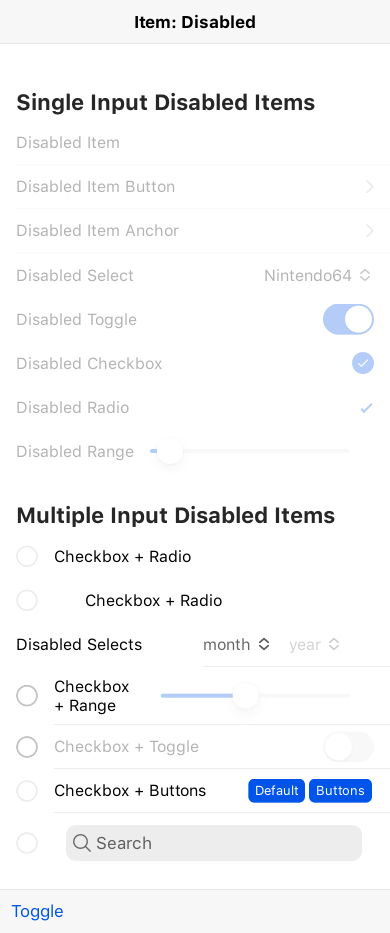 Item: Disabled
Single Input Disabled Items
Disabled Item
Disabled Item Button
Disabled Item Anchor
Disabled Select Nintendo64
Disabled Toggle
Disabled Checkbox
Disabled Radio
Disabled Range
Multiple Input Disabled Items
Checkbox + Radio
Checkbox + Radio
Disabled Selects month year
Checkbox
+ Range
Checkbox + Toggle
Checkbox + Buttons Default Buttons
Search
Toggle